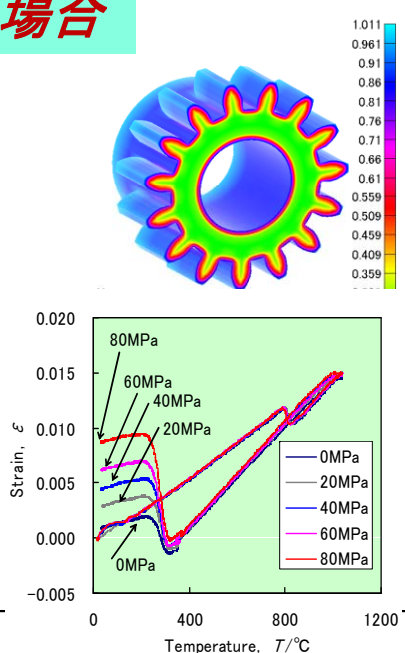 場合
1.011
0.961
0.91
0.86
0.81
0.76
0.71
0.66
0.61
0.559
0.509
0.459
0.409
0.359
0.020
0.015
0.010
0.005
0.000
-0.005
Strain, ε
80MPa
60MPa
40MPa
20MPa
0MPa
0MPa
20MPa
40MPa
60MPa
80MPa
0 400 800 1200
Temperature, T/℃